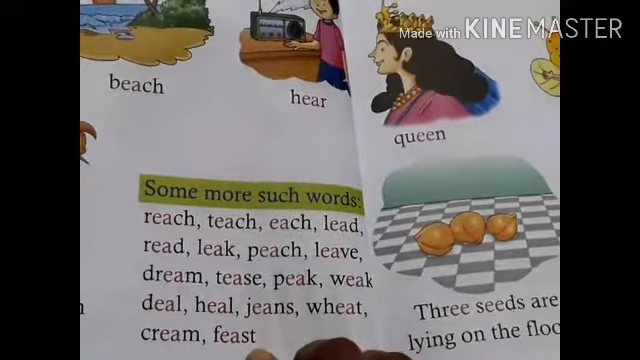 Made with KINEMASTER
beach
hear
queen
Some more such words:
reach, teach, each, lead,
read, leak, peach, leave,
dream, tease, peak, weak
deal, heal, jeans, wheat,
cream, feast
Three seeds are
lying on the floo